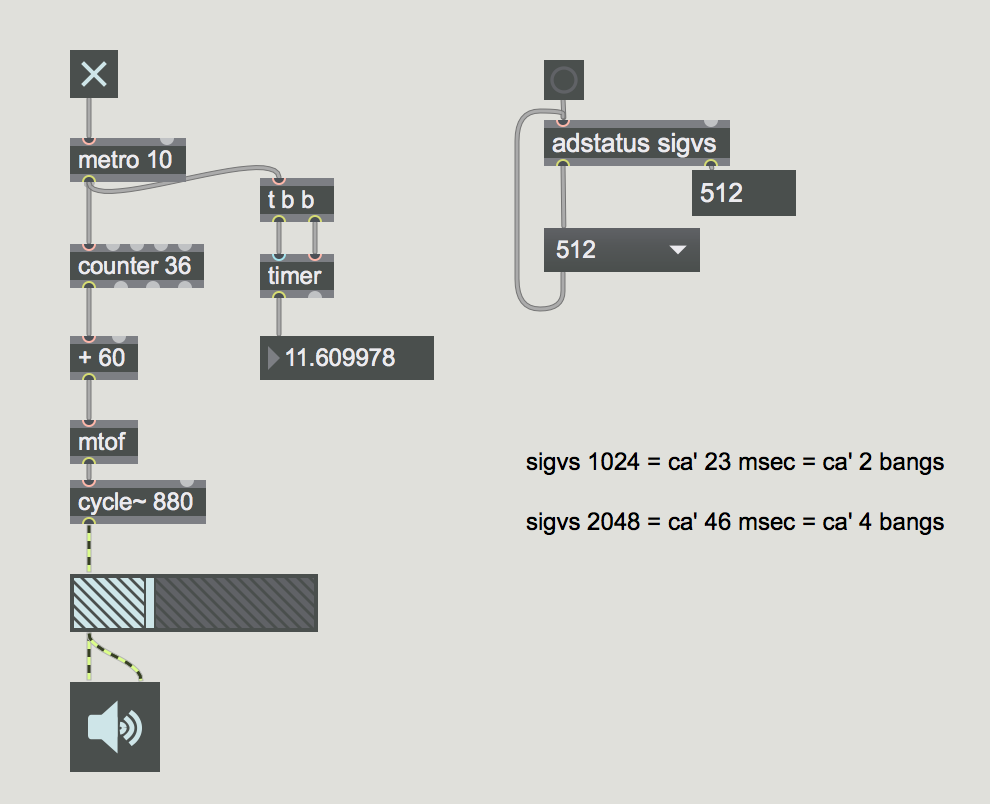 metro 10
t b b
counter 36
timer
+ 60
11.609978
mtof
cycle~ 880
adstatus sigvs
512
512
sigvs 1024 = ca' 23 msec = ca' 2 bangs
sigvs 2048 = ca' 46 msec = ca' 4 bangs